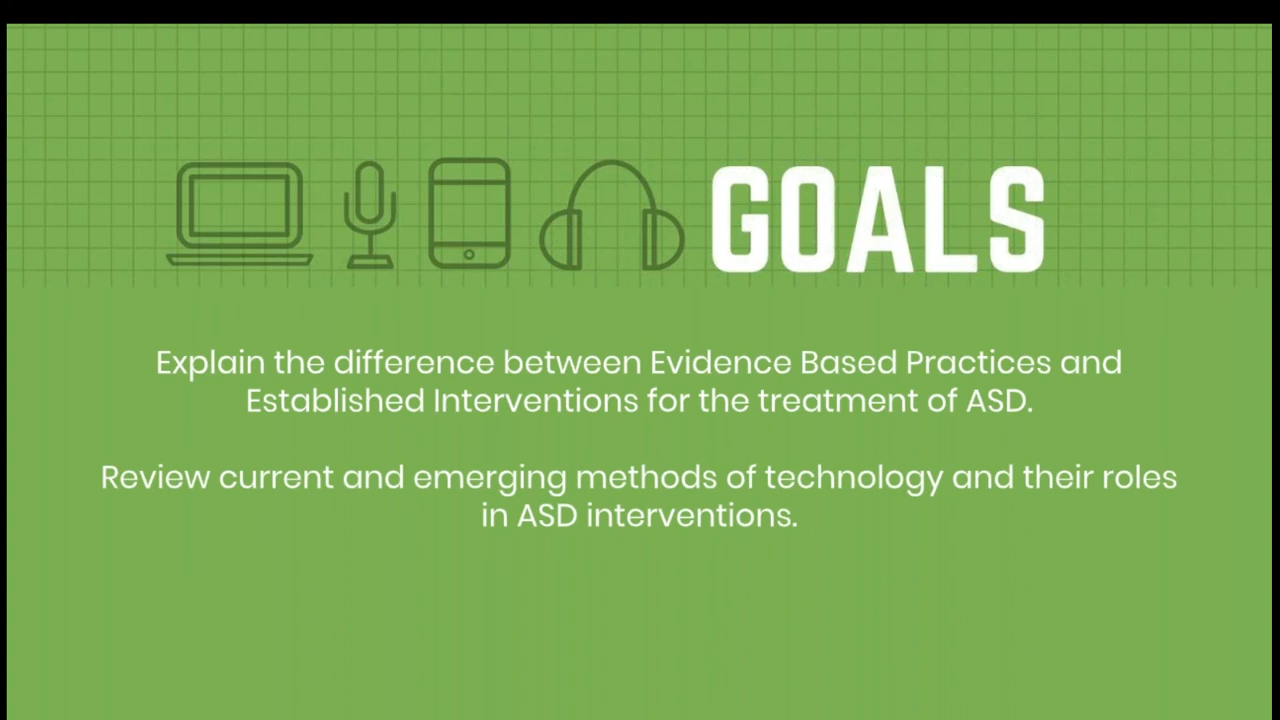 GOALS
Explain the difference between Evidence Based Practices and
Established Interventions for the treatment of ASD.
Review current and emerging methods of technology and their roles
in ASD interventions.